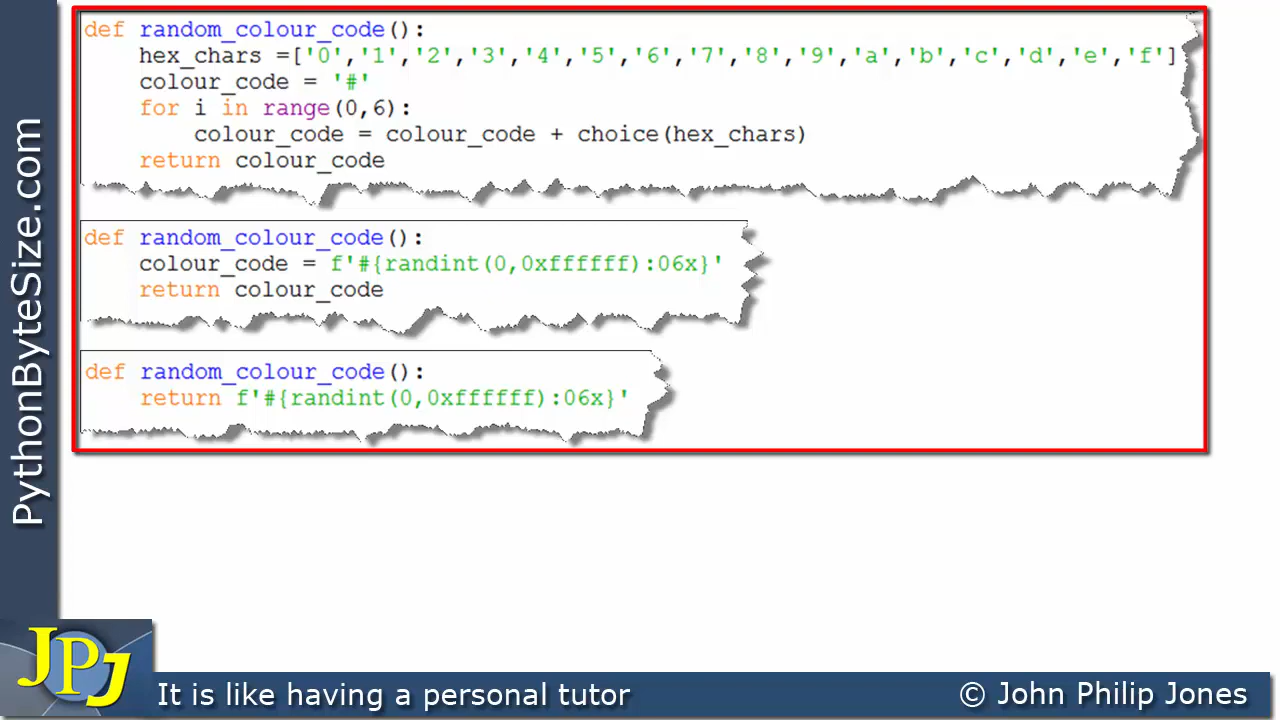 def random_colour_code():
    hex_chars =['0','1','2','3','4','5','6','7','8','9','a','b','c','d','e','f']
    colour_code = '#'
    for i in range(0,6):
        colour_code = colour_code + choice(hex_chars)
    return colour_code
def random_colour_code():
    colour_code = f'#{randint(0,0xffffff):06x}'
    return colour_code
def random_colour_code():
    return f'#{randint(0,0xffffff):06x}'
PythonByteSize.com
JPJ
It is like having a personal tutor
© John Philip Jones